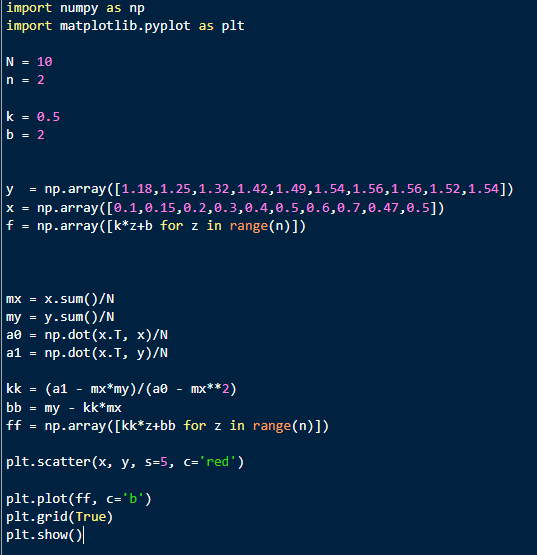 import numpy as np
import matplotlib.pyplot as plt
N = 10
n = 2
k = 0.5
b = 2
y  = np.array([1.18,1.25,1.32,1.42,1.49,1.54,1.56,1.56,1.52,1.54])
x = np.array([0.1,0.15,0.2,0.3,0.4,0.5,0.6,0.7,0.47,0.5])
f = np.array([k*z+b for z in range(n)])
mx = x.sum()/N
my = y.sum()/N
a0 = np.dot(x.T, x)/N
a1 = np.dot(x.T, y)/N
kk = (a1 - mx*my)/(a0 - mx**2)
bb = my - kk*mx
ff = np.array([kk*z+bb for z in range(n)])
plt.scatter(x, y, s=5, c='red')
plt.plot(ff, c='b')
plt.grid(True)
plt.show()